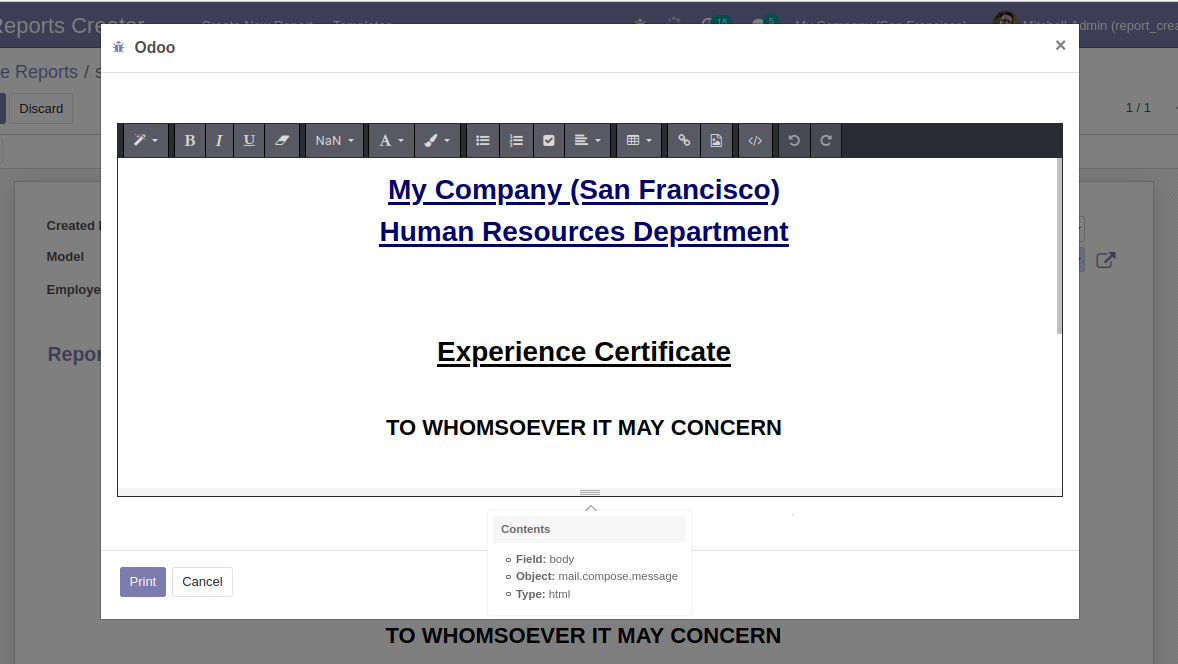 eports Creator
Create New Report Templates
18
5
My Company (San Francisco)
Mitchell Admin (report_crea
e Reports / s
Odoo
×
Discard
1 / 1
B I U NaN A </>
My Company (San Francisco)
Human Resources Department
Created
Model
Employe
Experience Certificate
Repor
TO WHOMSOEVER IT MAY CONCERN
Contents
Field: body
Object: mail.compose.message
Type: html
Print
Cancel
TO WHOMSOEVER IT MAY CONCERN